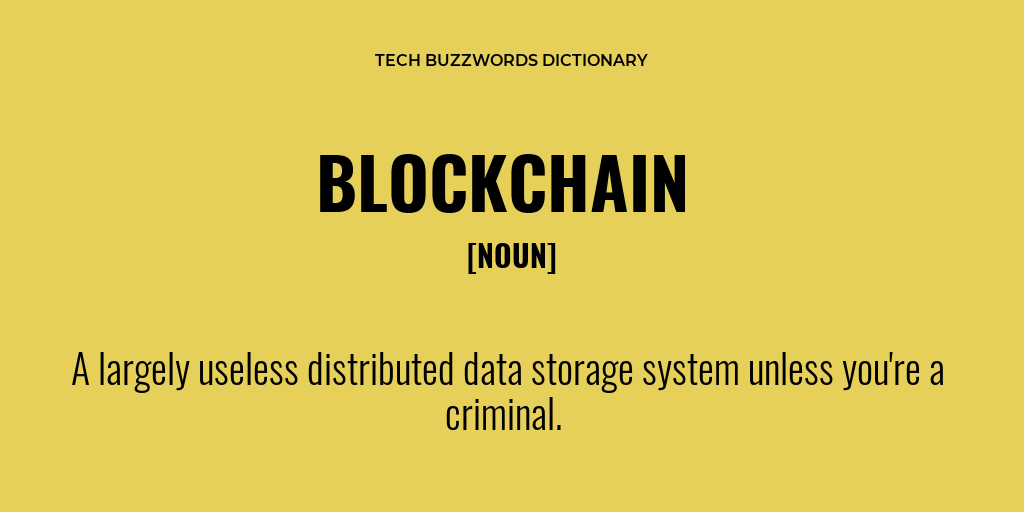 TECH BUZZWORDS DICTIONARY
BLOCKCHAIN
[NOUN]
A largely useless distributed data storage system unless you're a
criminal.